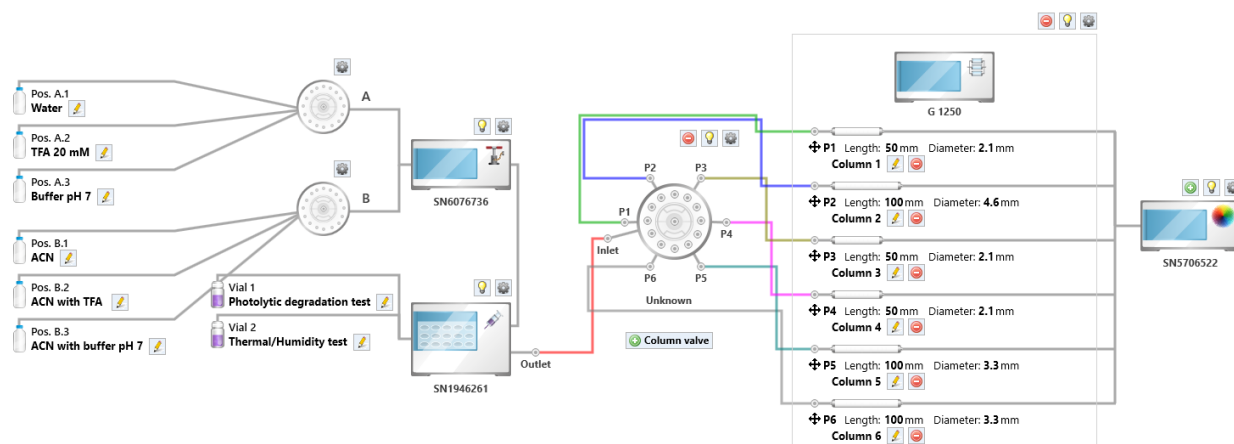 Pos. A.1
Water
Pos. A.2
TFA 20 mM
Pos. A.3
Buffer pH 7
A
Pos. B.1
ACN
Pos. B.2
ACN with TFA
Pos. B.3
ACN with buffer pH 7
B
Vial 1
Photolytic degradation test
Vial 2
Thermal/Humidity test
SN6076736
SN1946261
Outlet
Inlet
P1
P2
P3
P4
P5
P6
Unknown
Column valve
G 1250
P1 Length: 50 mm Diameter: 2.1 mm
Column 1
P2 Length: 100 mm Diameter: 4.6 mm
Column 2
P3 Length: 50 mm Diameter: 2.1 mm
Column 3
P4 Length: 50 mm Diameter: 2.1 mm
Column 4
P5 Length: 100 mm Diameter: 3.3 mm
Column 5
P6 Length: 100 mm Diameter: 3.3 mm
Column 6
SN5706522